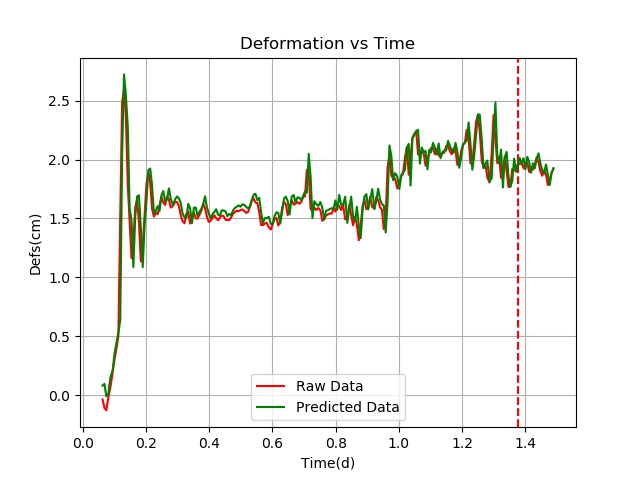 Deformation vs Time
Defs(cm)
2.5
2.0
1.5
1.0
0.5
0.0
Raw Data
Predicted Data
0.0 0.2 0.4 0.6 0.8 1.0 1.2 1.4
Time(d)